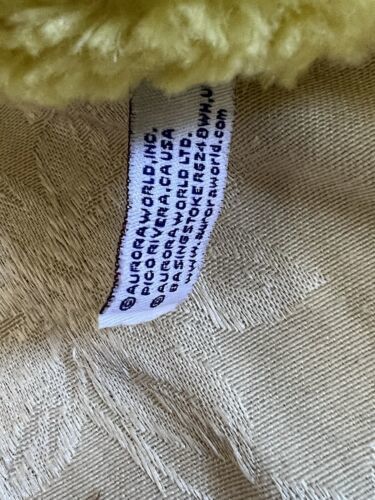 © AURORA WORLD, INC.
PICO RIVERA, CA USA
© AURORA WORLD LTD.
BASINGSTOKE RG24 8WH, U
www.auroraworld.com